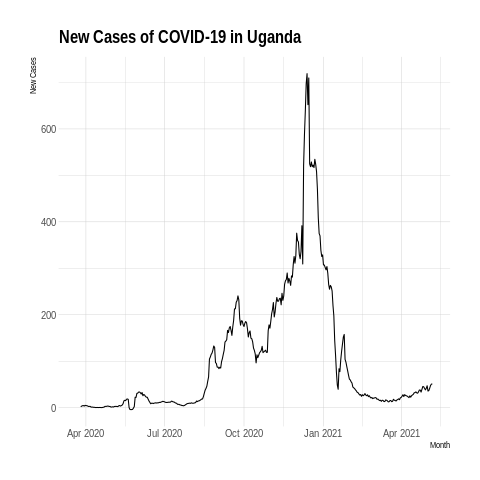 New Cases of COVID-19 in Uganda
New Cases
600
400
200
0
Apr 2020 Jul 2020 Oct 2020 Jan 2021 Apr 2021
Month